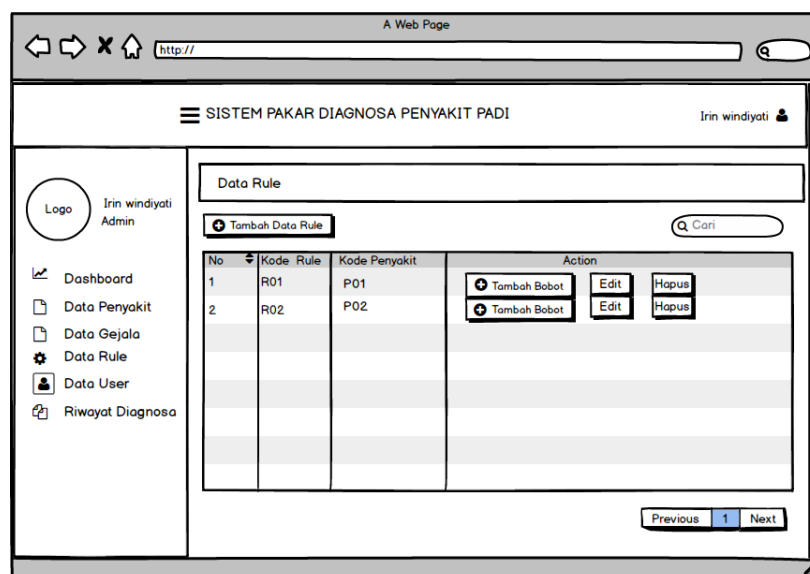 A Web Page
http://
SISTEM PAKAR DIAGNOSA PENYAKIT PADI
Irin windiyati
Logo
Irin windiyati
Admin
Dashboard
Data Penyakit
Data Gejala
Data Rule
Data User
Riwayat Diagnosa
Data Rule
Tambah Data Rule
Cari
No Kode Rule Kode Penyakit Action
1 R01 P01 Tambah Bobot Edit Hapus
2 R02 P02 Tambah Bobot Edit Hapus
Previous 1 Next